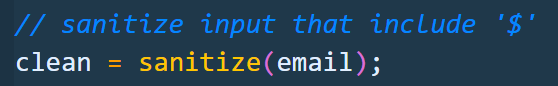 // sanitize input that include '$'
clean = sanitize(email);